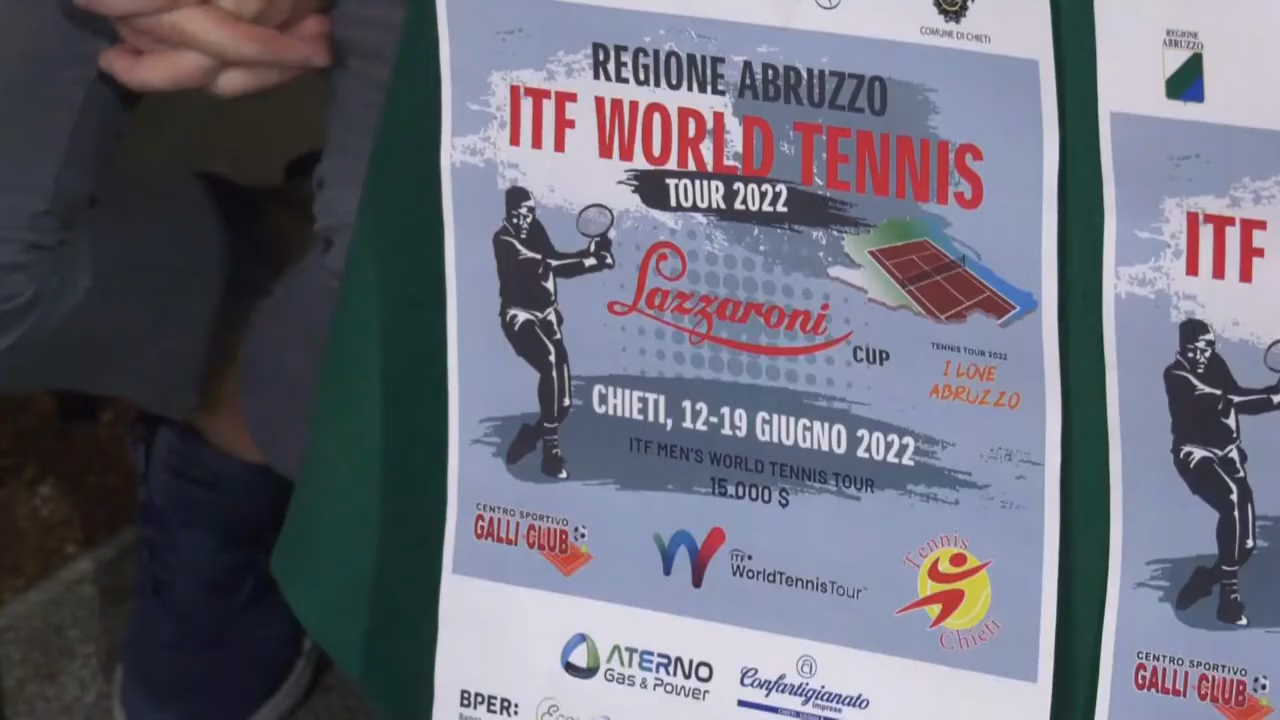 COMUNE DI CHIETI
REGIONE ABRUZZO
ITF WORLD TENNIS
TOUR 2022
Lazzaroni
CUP
TENNIS TOUR 2022
I LOVE
ABRUZZO
CHIETI, 12-19 GIUGNO 2022
ITF MEN'S WORLD TENNIS TOUR
15.000 $
CENTRO SPORTIVO
GALLI-CLUB
ITF
WorldTennisTour
Tennis
Chieti
ATERNO
Gas & Power
Confartigianato
Imprese
BPER:
REGIONE
ABRUZZO
ITF
CENTRO SPORTIVO
GALLI-CLUB